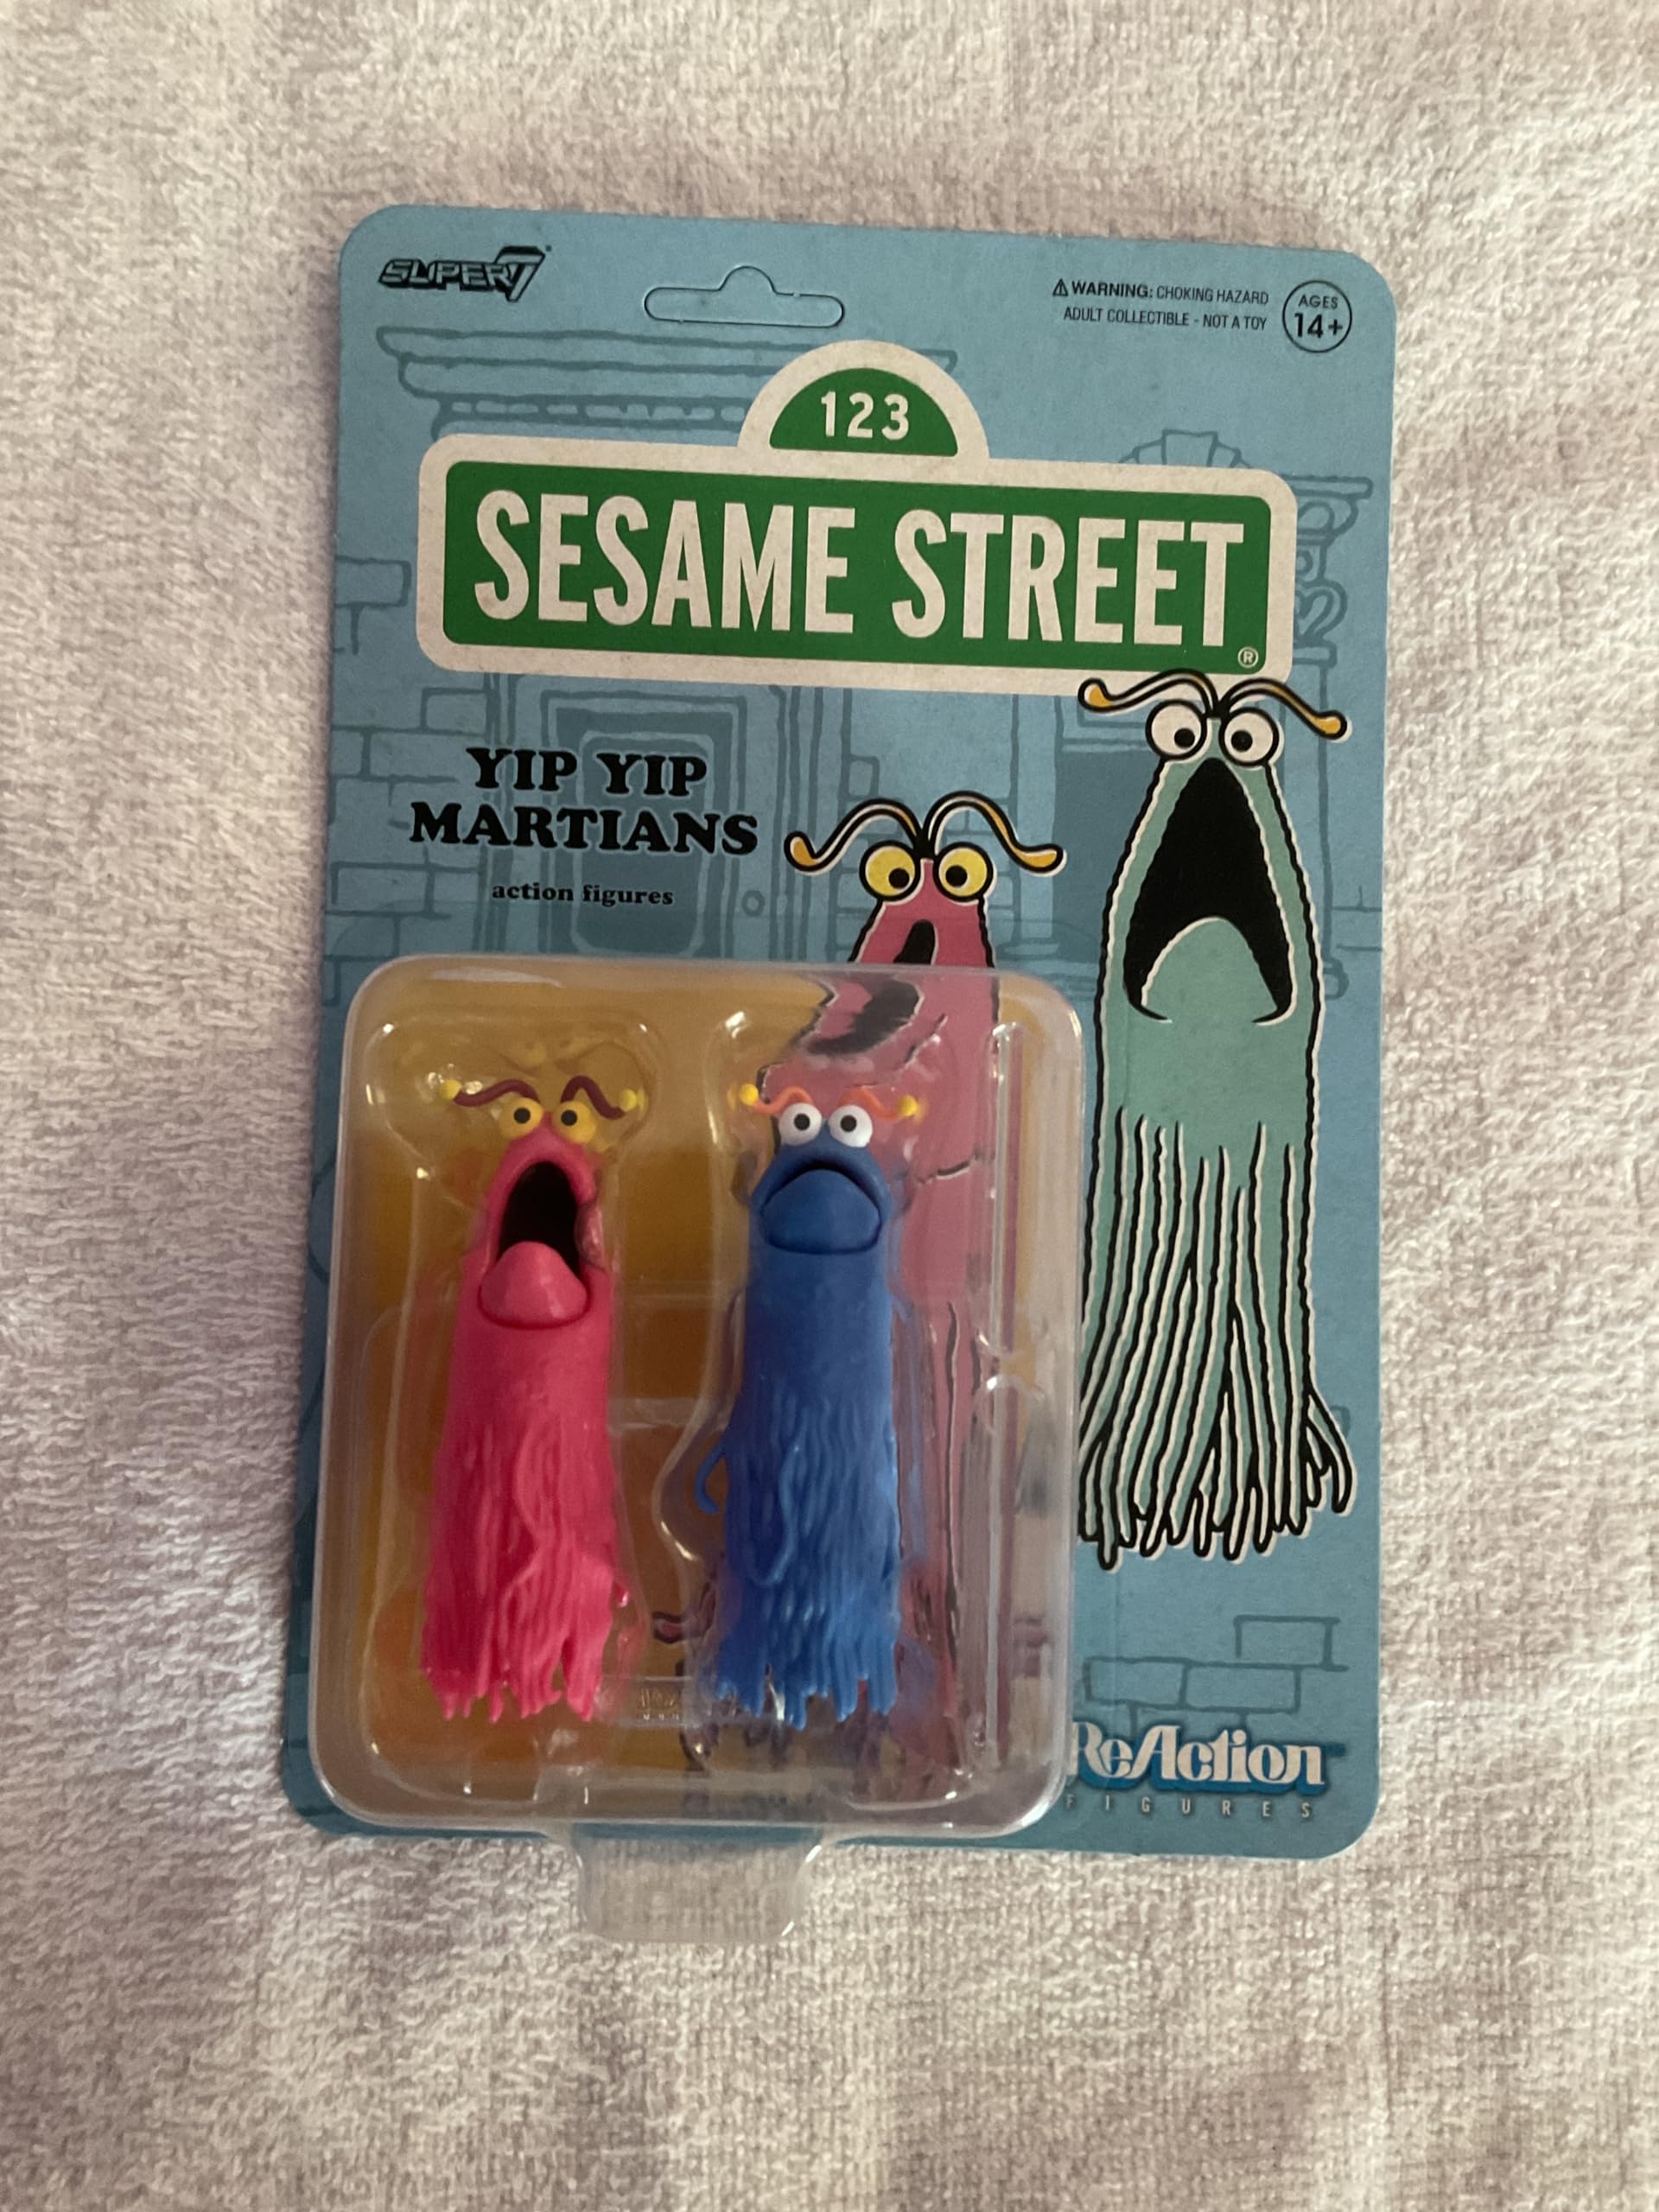 SUPER7
⚠ WARNING: CHOKING HAZARD
ADULT COLLECTIBLE - NOT A TOY
AGES
14+
123
SESAME STREET®
YIP YIP
MARTIANS
action figures
ReAction
FIGURES